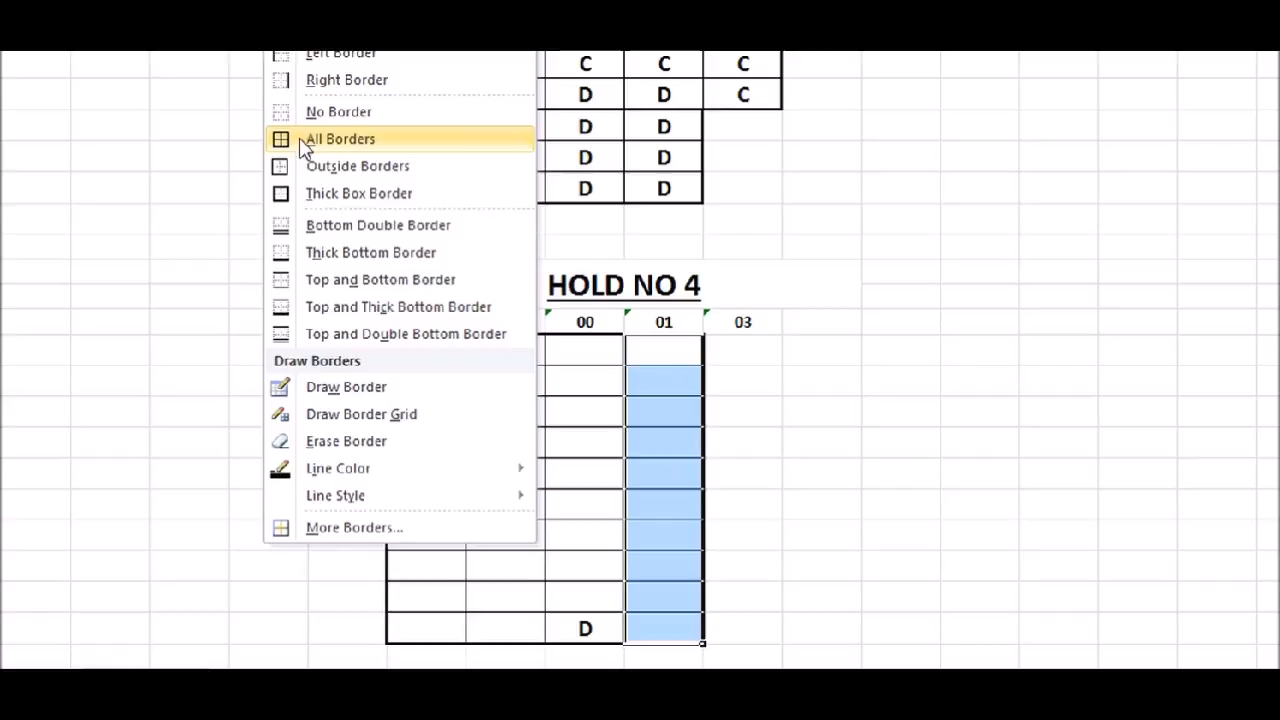 Left Border
Right Border
No Border
All Borders
Outside Borders
Thick Box Border
Bottom Double Border
Thick Bottom Border
Top and Bottom Border
Top and Thick Bottom Border
Top and Double Bottom Border
Draw Borders
Draw Border
Draw Border Grid
Erase Border
Line Color
Line Style
More Borders...
C C C
D D C
D D
D D
D D
HOLD NO 4
00 01 03
D